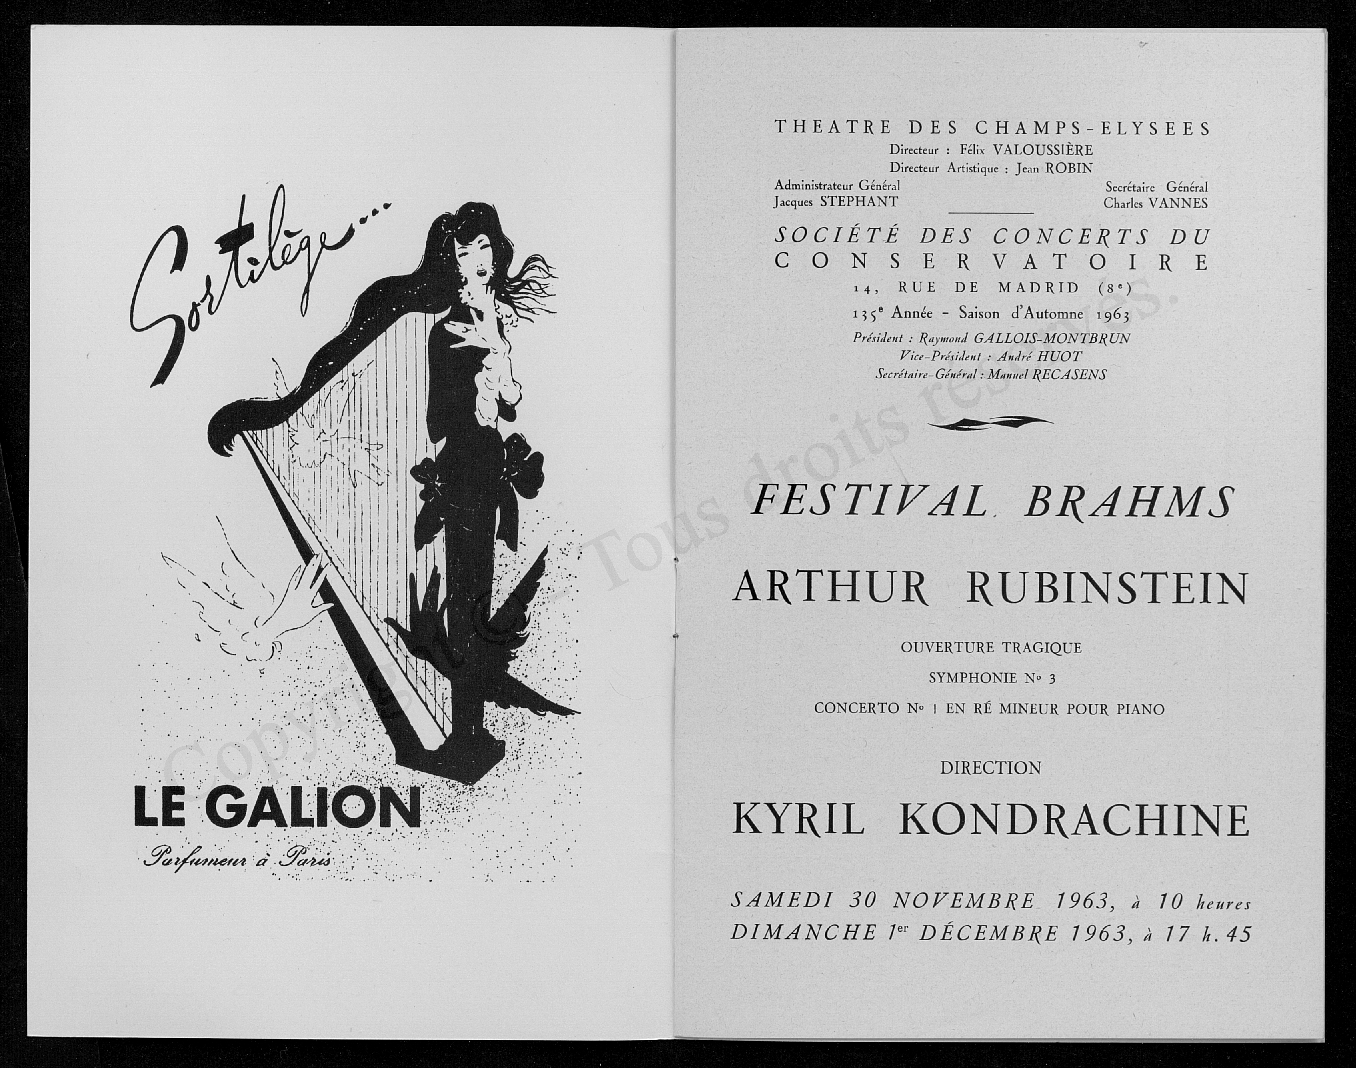 Sortilège...
LE GALION
Parfumeur à Paris
THEATRE DES CHAMPS-ELYSEES
Directeur : Félix VALOUSSIÈRE
Directeur Artistique : Jean ROBIN
Administrateur Général
Jacques STEPHANT
Secrétaire Général
Charles VANNES
SOCIÉTÉ DES CONCERTS DU
CONSERVATOIRE
14, RUE DE MADRID (8e)
135e Année - Saison d'Automne 1963
Président : Raymond GALLOIS-MONTBRUN
Vice-Président : André HUOT
Secrétaire-Général : Manuel RECASENS
FESTIVAL BRAHMS
ARTHUR RUBINSTEIN
OUVERTURE TRAGIQUE
SYMPHONIE No 3
CONCERTO No 1 EN RÉ MINEUR POUR PIANO
DIRECTION
KYRIL KONDRACHINE
SAMEDI 30 NOVEMBRE 1963, à 10 heures
DIMANCHE 1er DÉCEMBRE 1963, à 17 h. 45
Copyright © - Tous droits réservés.